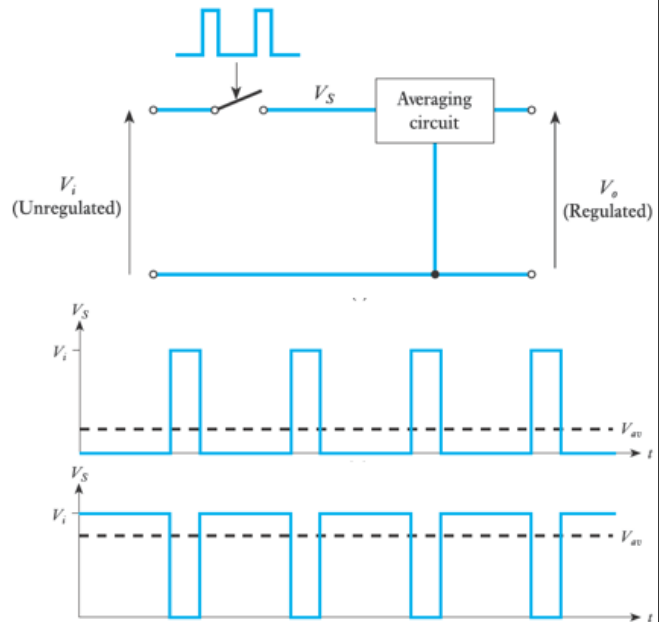 V_S
Averaging
circuit
V_i
(Unregulated)
V_o
(Regulated)
V_S
V_i
V_av
t
V_S
V_i
V_av
t